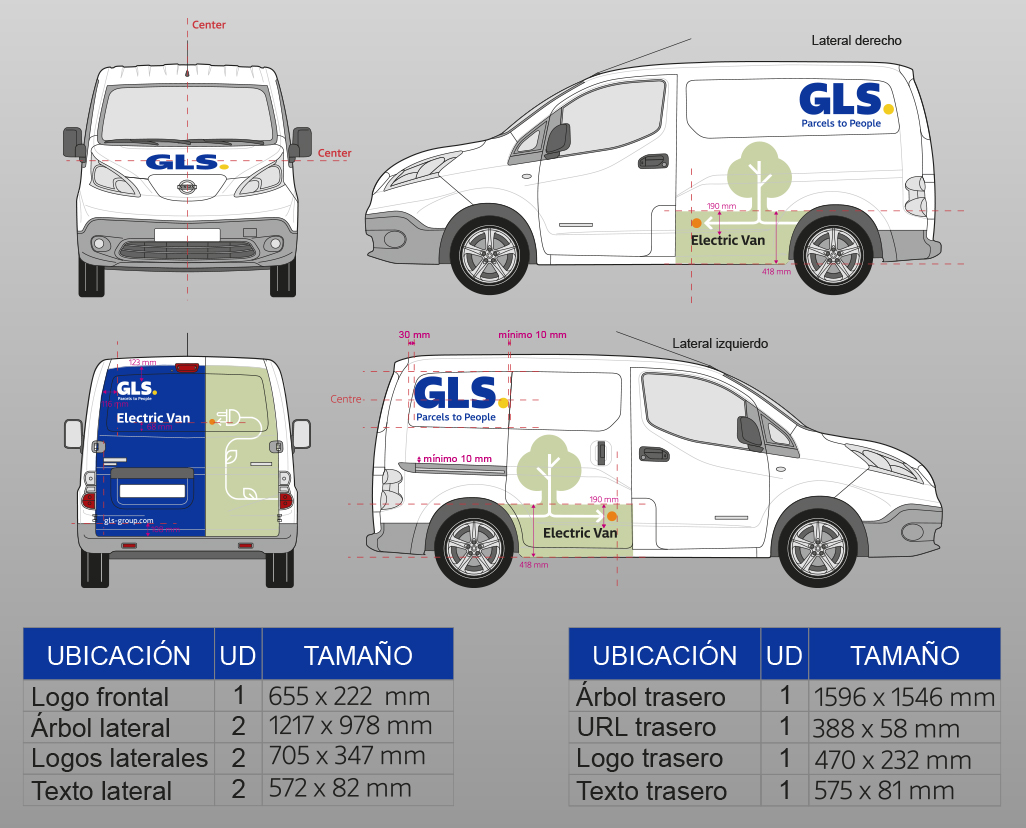 Center
Lateral derecho
GLS.
Parcels to People
Center
GLS.
190 mm
Electric Van
418 mm
30 mm
mínimo 10 mm
Lateral izquierdo
123 mm
GLS.
Parcels to People
Electric Van
Centre
GLS.
Parcels to People
mínimo 10 mm
190 mm
Electric Van
418 mm
gls-group.com
UBICACIÓN UD TAMAÑO
Logo frontal 1 655 x 222 mm
Árbol lateral 2 1217 x 978 mm
Logos laterales 2 705 x 347 mm
Texto lateral 2 572 x 82 mm
UBICACIÓN UD TAMAÑO
Árbol trasero 1 1596 x 1546 mm
URL trasero 1 388 x 58 mm
Logo trasero 1 470 x 232 mm
Texto trasero 1 575 x 81 mm